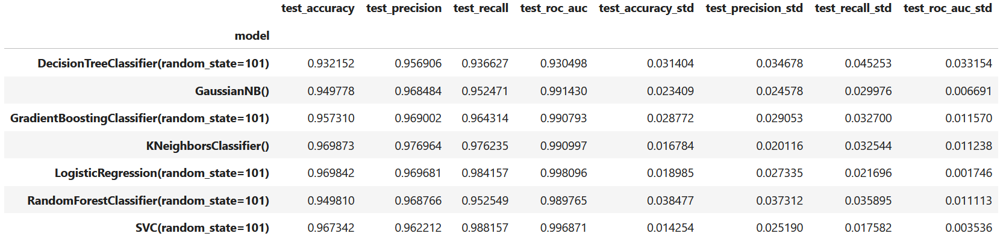 test_accuracy test_precision test_recall test_roc_auc test_accuracy_std test_precision_std test_recall_std test_roc_auc_std
model
DecisionTreeClassifier(random_state=101) 0.932152 0.956906 0.936627 0.930498 0.031404 0.034678 0.045253 0.033154
GaussianNB() 0.949778 0.968484 0.952471 0.991430 0.023409 0.024578 0.029976 0.006691
GradientBoostingClassifier(random_state=101) 0.957310 0.969002 0.964314 0.990793 0.028772 0.029053 0.032700 0.011570
KNeighborsClassifier() 0.969873 0.976964 0.976235 0.990997 0.016784 0.020116 0.032544 0.011238
LogisticRegression(random_state=101) 0.969842 0.969681 0.984157 0.998096 0.018985 0.027335 0.021696 0.001746
RandomForestClassifier(random_state=101) 0.949810 0.968766 0.952549 0.989765 0.038477 0.037312 0.035895 0.011113
SVC(random_state=101) 0.967342 0.962212 0.988157 0.996871 0.014254 0.025190 0.017582 0.003536